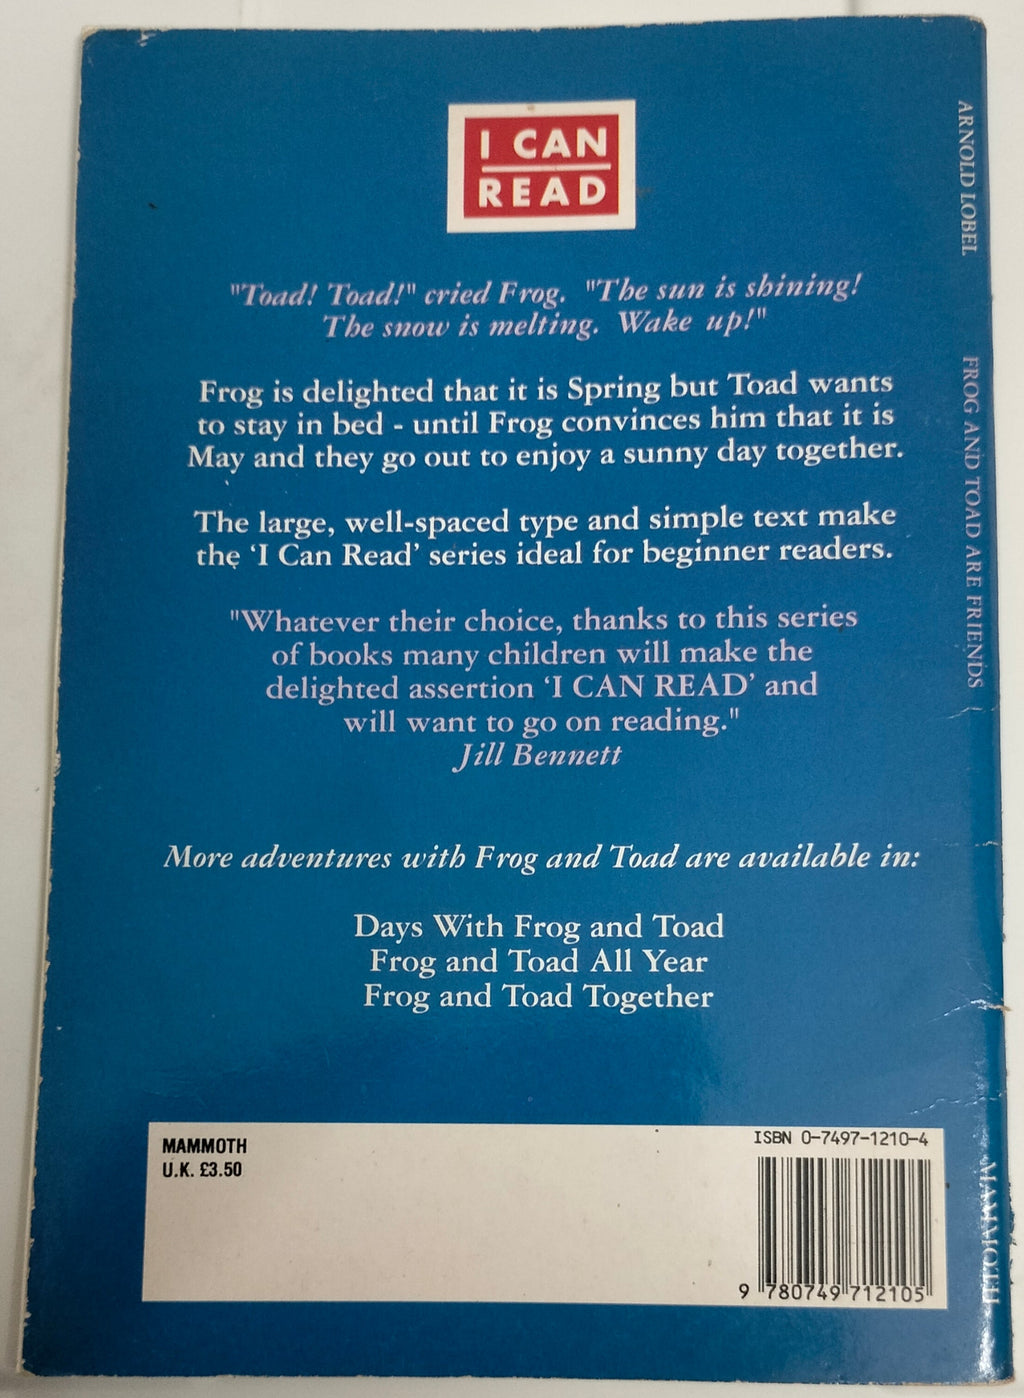 I CAN
READ
"Toad! Toad!" cried Frog. "The sun is shining!
The snow is melting. Wake up!"
Frog is delighted that it is Spring but Toad wants
to stay in bed - until Frog convinces him that it is
May and they go out to enjoy a sunny day together.
The large, well-spaced type and simple text make
the ‘I Can Read’ series ideal for beginner readers.
"Whatever their choice, thanks to this series
of books many children will make the
delighted assertion ‘I CAN READ’ and
will want to go on reading."
Jill Bennett
More adventures with Frog and Toad are available in:
Days With Frog and Toad
Frog and Toad All Year
Frog and Toad Together
MAMMOTH
U.K. £3.50
ISBN 0-7497-1210-4
9 780749 712105
ARNOLD LOBEL
FROG AND TOAD ARE FRIENDS
MAMMOTH